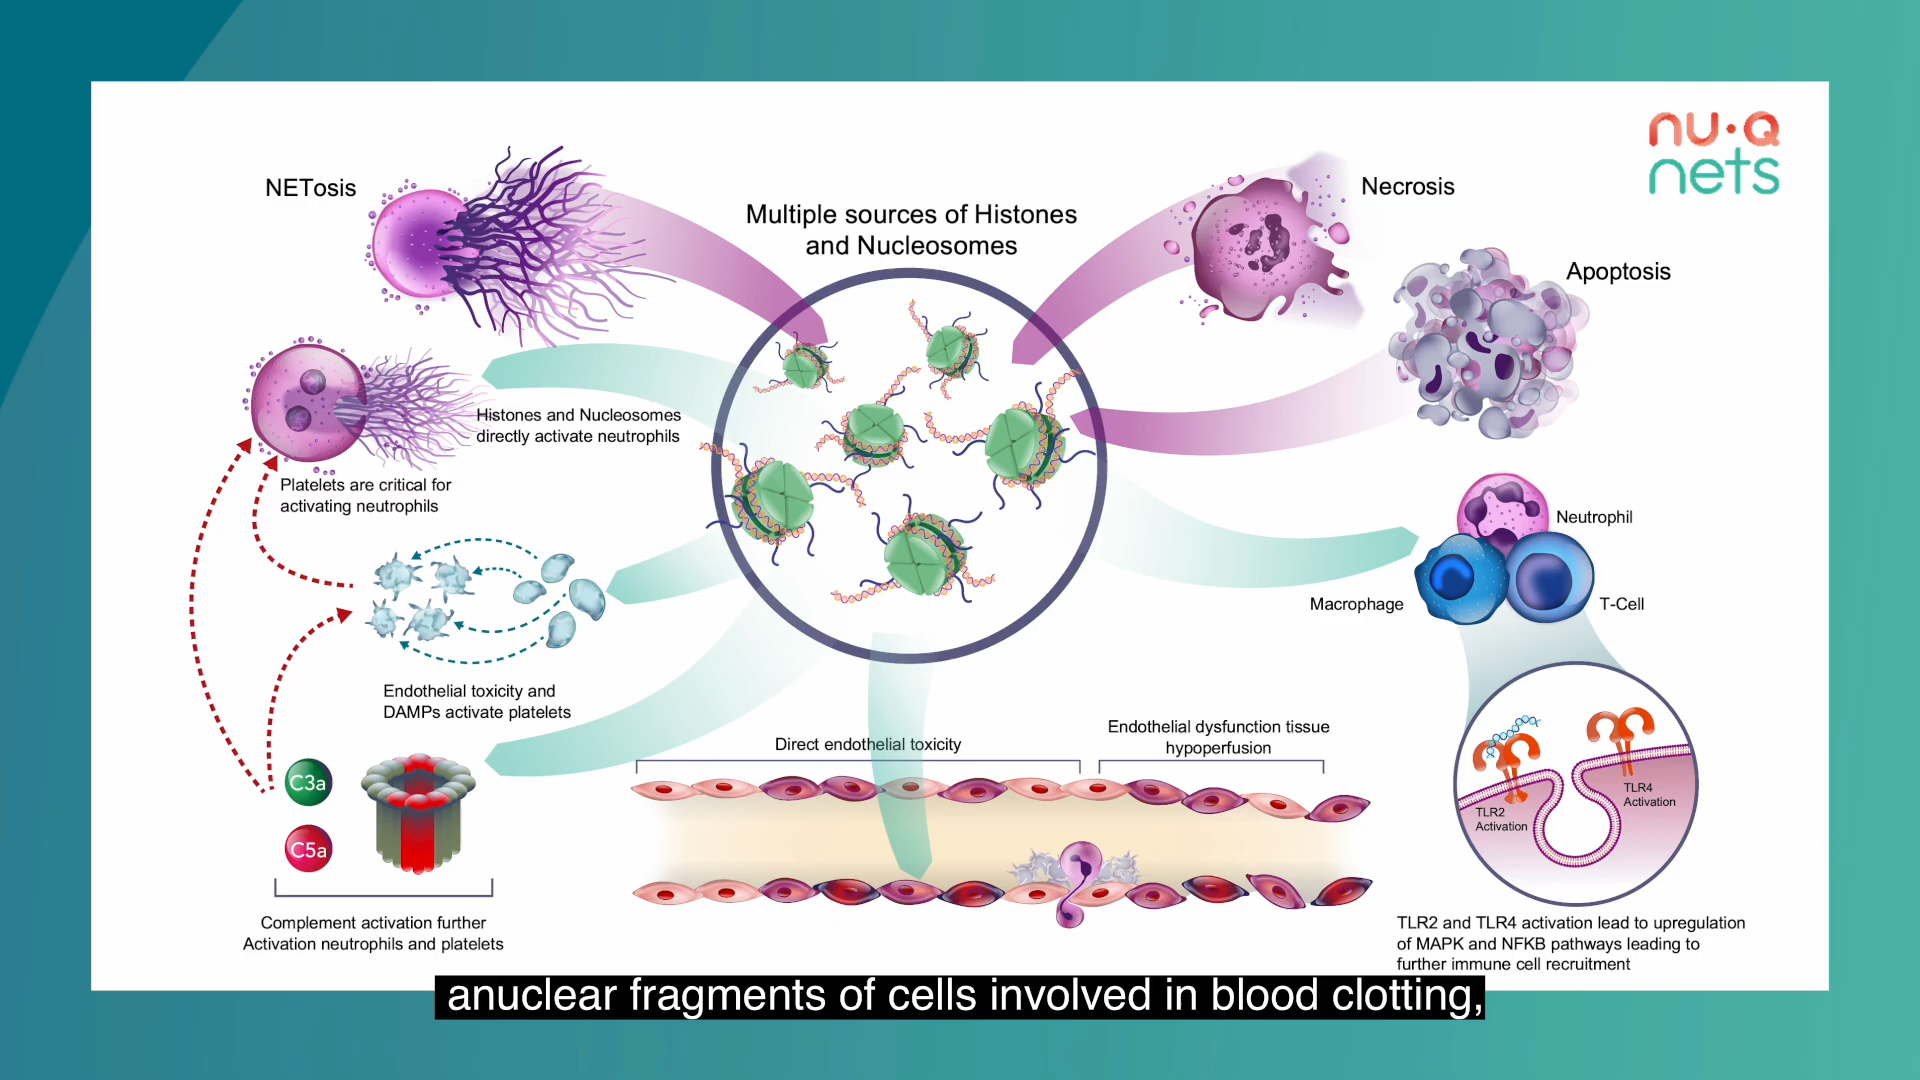 nu.Q
nets
NETosis
Multiple sources of Histones
and Nucleosomes
Necrosis
Apoptosis
Histones and Nucleosomes
directly activate neutrophils
Platelets are critical for
activating neutrophils
Neutrophil
Macrophage
T-Cell
Endothelial toxicity and
DAMPs activate platelets
Direct endothelial toxicity
Endothelial dysfunction tissue
hypoperfusion
C3a
C5a
TLR4
Activation
TLR2
Activation
Complement activation further
Activation neutrophils and platelets
TLR2 and TLR4 activation lead to upregulation
of MAPK and NFKB pathways leading to
further immune cell recruitment
anuclear fragments of cells involved in blood clotting,